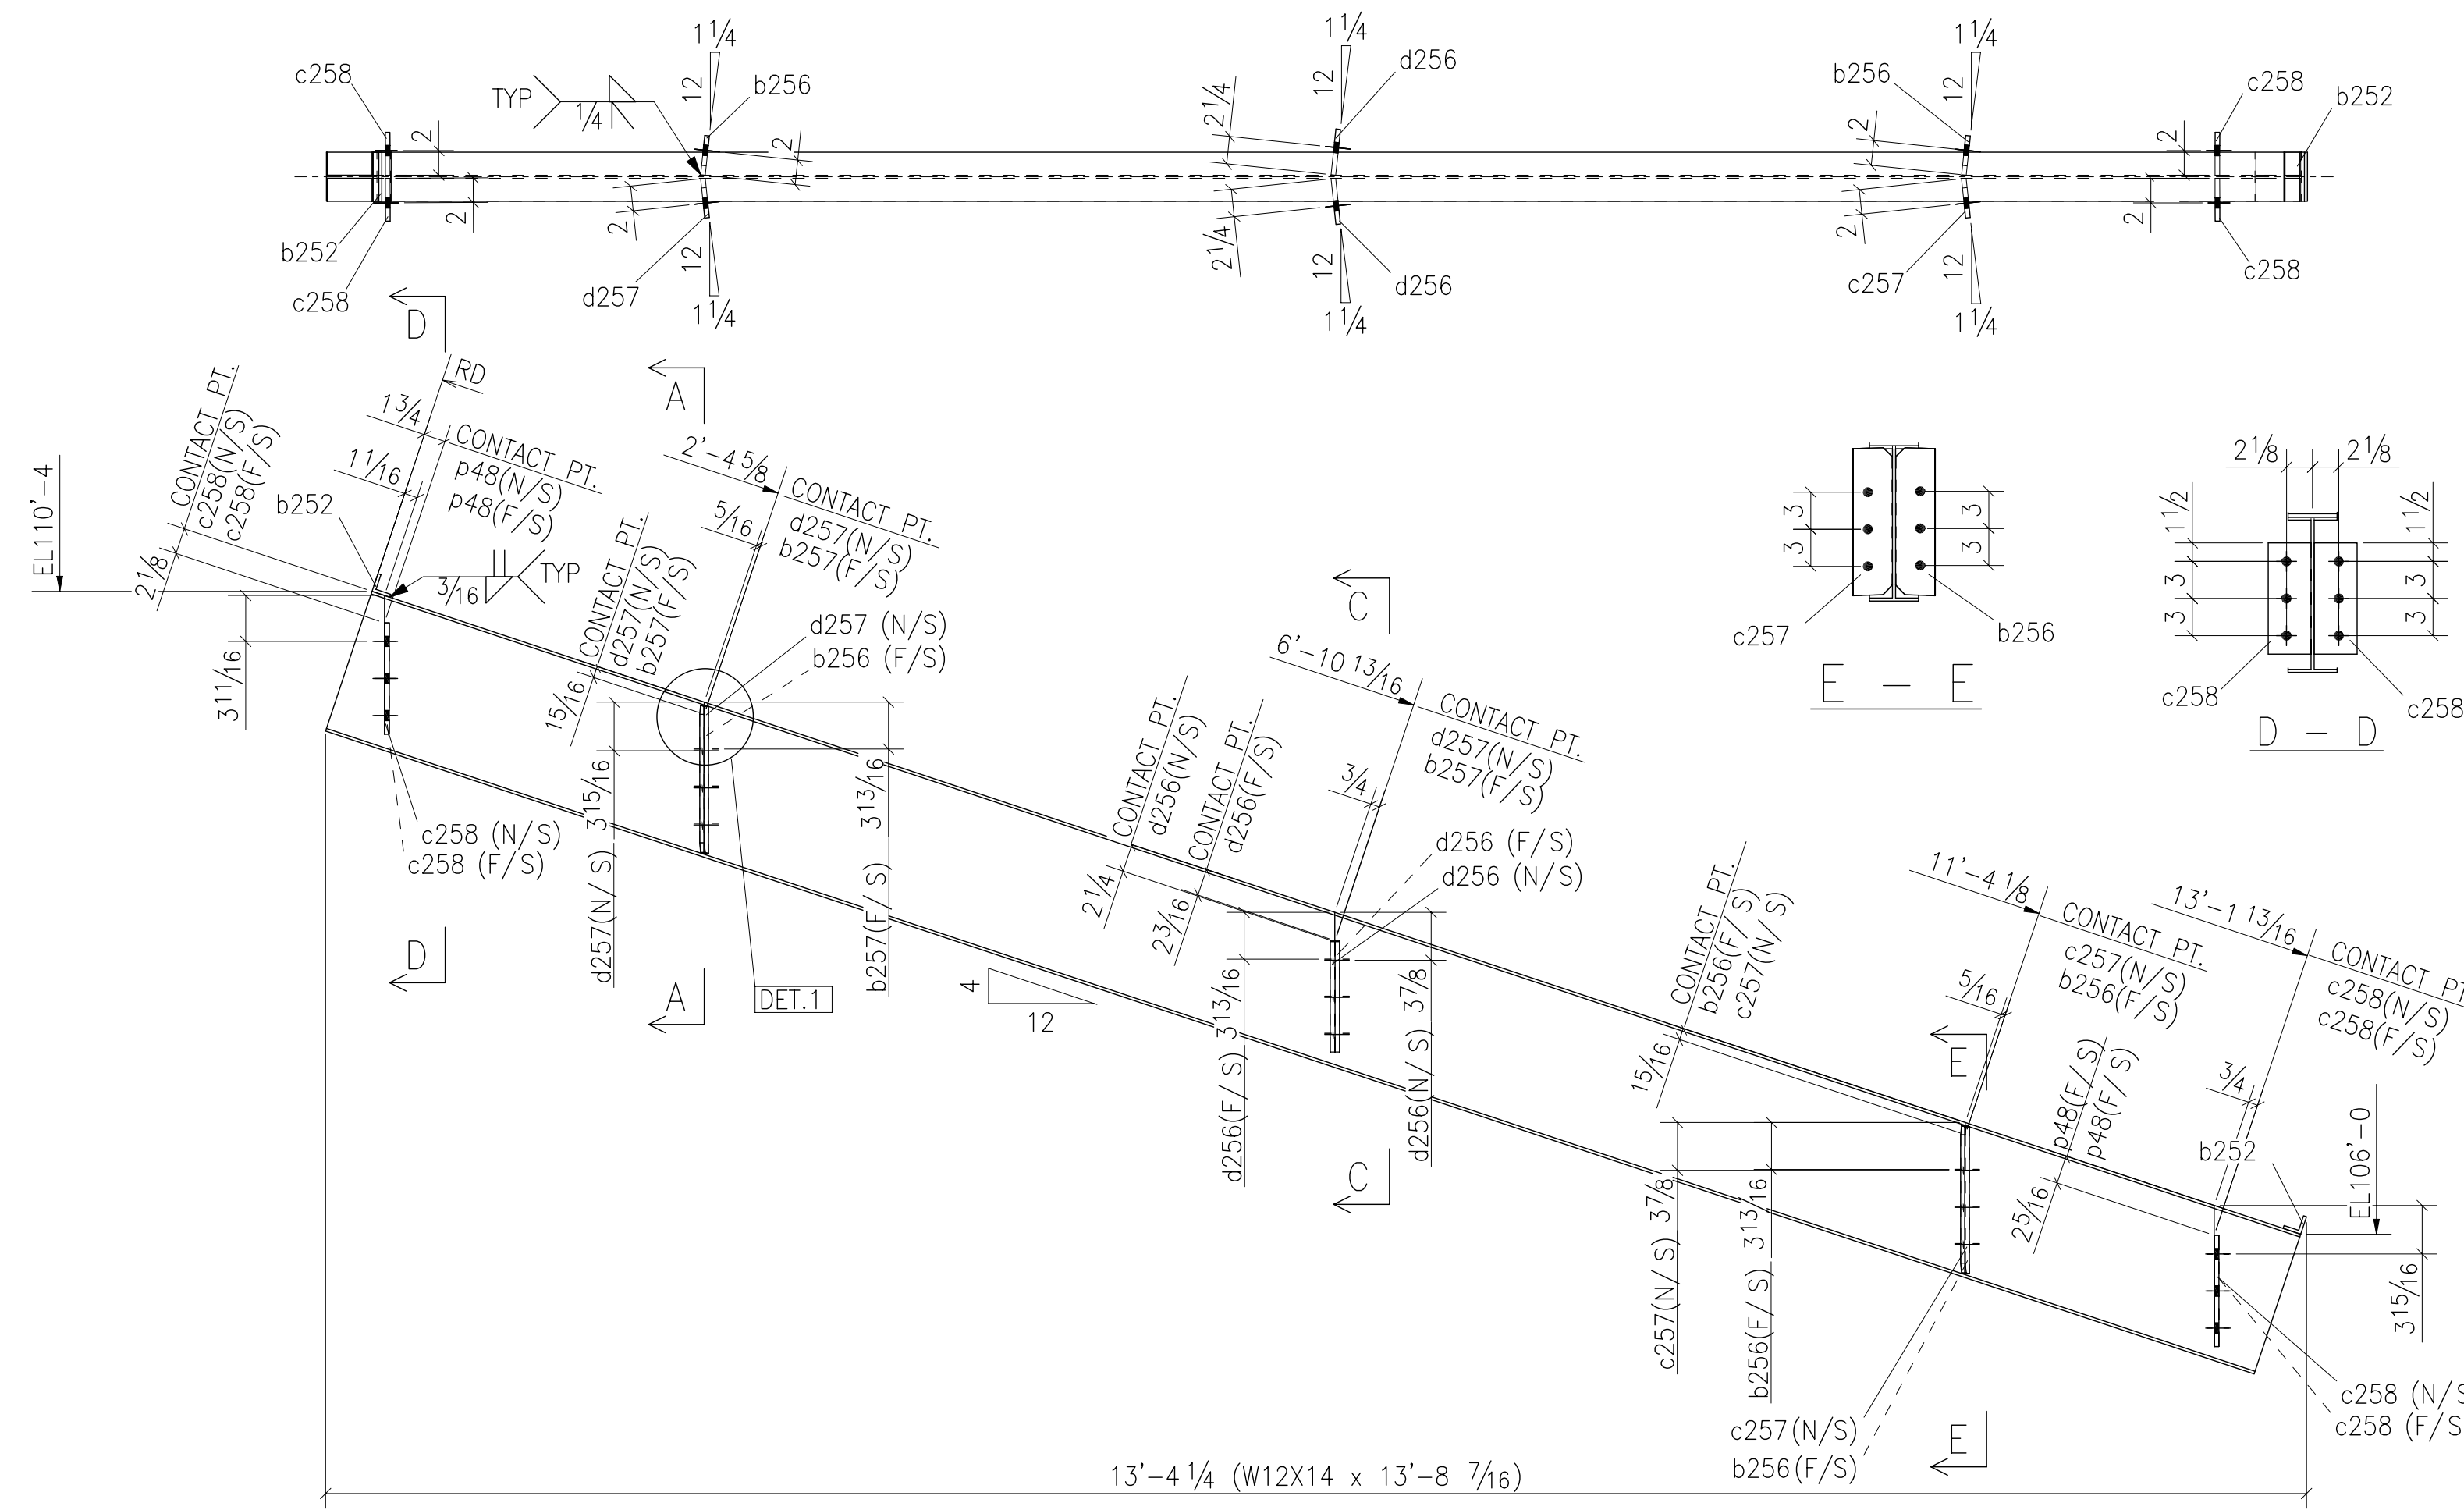 1 1/4
1 1/4
1 1/4
c258
TYP
1/4
12
b256
12
d256
b256
12
c258
b252
2
2
2 1/4
2
2
2
2
2 1/4
2
2
b252
c258
d257
12
1 1/4
12
d256
1 1/4
c257
12
1 1/4
c258
D
RD
A
CONTACT PT.
c258(N/S)
c258(F/S)
1 3/4
1 1/16
CONTACT PT.
p48(N/S)
p48(F/S)
2'-4 5/8
5/16
CONTACT PT.
d257(N/S)
b257(F/S)
EL110'-4
b252
2 1/8
3/16
TYP
CONTACT PT.
d257(N/S)
b257(F/S)
15/16
d257 (N/S)
b256 (F/S)
3 11/16
3
3
3
3
c257
b256
E - E
2 1/8
2 1/8
1 1/2
1 1/2
3
3
3
3
c258
c258
D - D
C
6'-10 13/16
CONTACT PT.
d257(N/S)
b257(F/S)
3/4
CONTACT PT.
d256(N/S)
CONTACT PT.
d256(F/S)
2 1/4
2 3/16
d256 (F/S)
d256 (N/S)
c258 (N/S)
c258 (F/S)
d257(N/S) 3 15/16
b257(F/S) 3 13/16
D
A
DET.1
4
12
d256(F/S) 3 13/16
d256(N/S) 3 7/8
C
CONTACT PT.
b256(F/S)
c257(N/S)
15/16
11'-4 1/8
CONTACT PT.
c257(N/S)
b256(F/S)
5/16
E
13'-1 13/16
CONTACT PT
c258(N/S)
c258(F/S)
3/4
p48(F/S)
p48(F/S)
2 5/16
b252
EL106'-0
3 15/16
c257(N/S) 3 7/8
b256(F/S) 3 13/16
c257(N/S)
b256(F/S)
E
c258 (N/S
c258 (F/S
13'-4 1/4 (W12X14 x 13'-8 7/16)